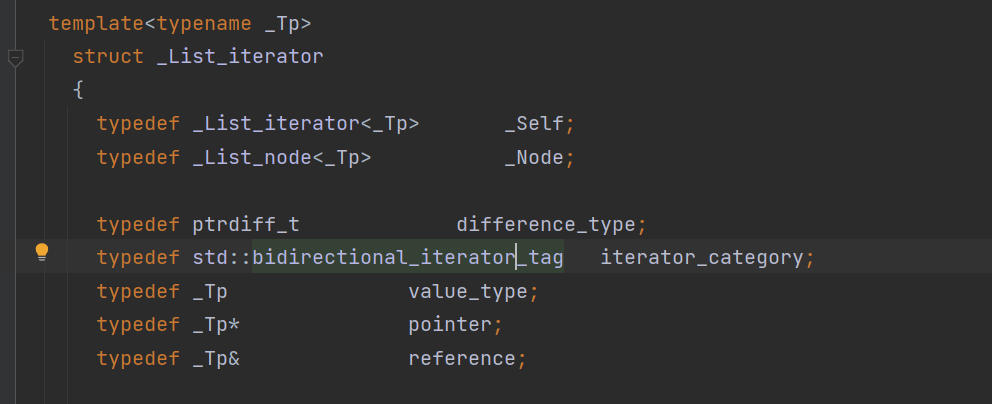 template<typename _Tp>
struct _List_iterator
{
typedef _List_iterator<_Tp> _Self;
typedef _List_node<_Tp> _Node;
typedef ptrdiff_t difference_type;
typedef std::bidirectional_iterator_tag iterator_category;
typedef _Tp value_type;
typedef _Tp* pointer;
typedef _Tp& reference;